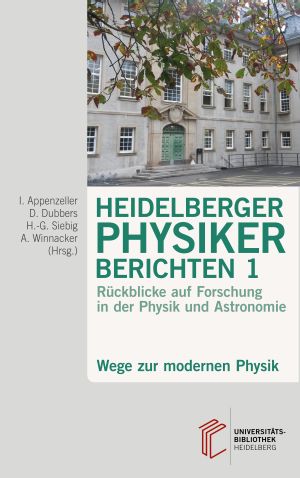 I. Appenzeller
D. Dubbers
H.-G. Siebig
A. Winnacker
(Hrsg.)
HEIDELBERGER
PHYSIKER
BERICHTEN 1
Rückblicke auf Forschung
in der Physik und Astronomie
Wege zur modernen Physik
UNIVERSITÄTS-
BIBLIOTHEK
HEIDELBERG